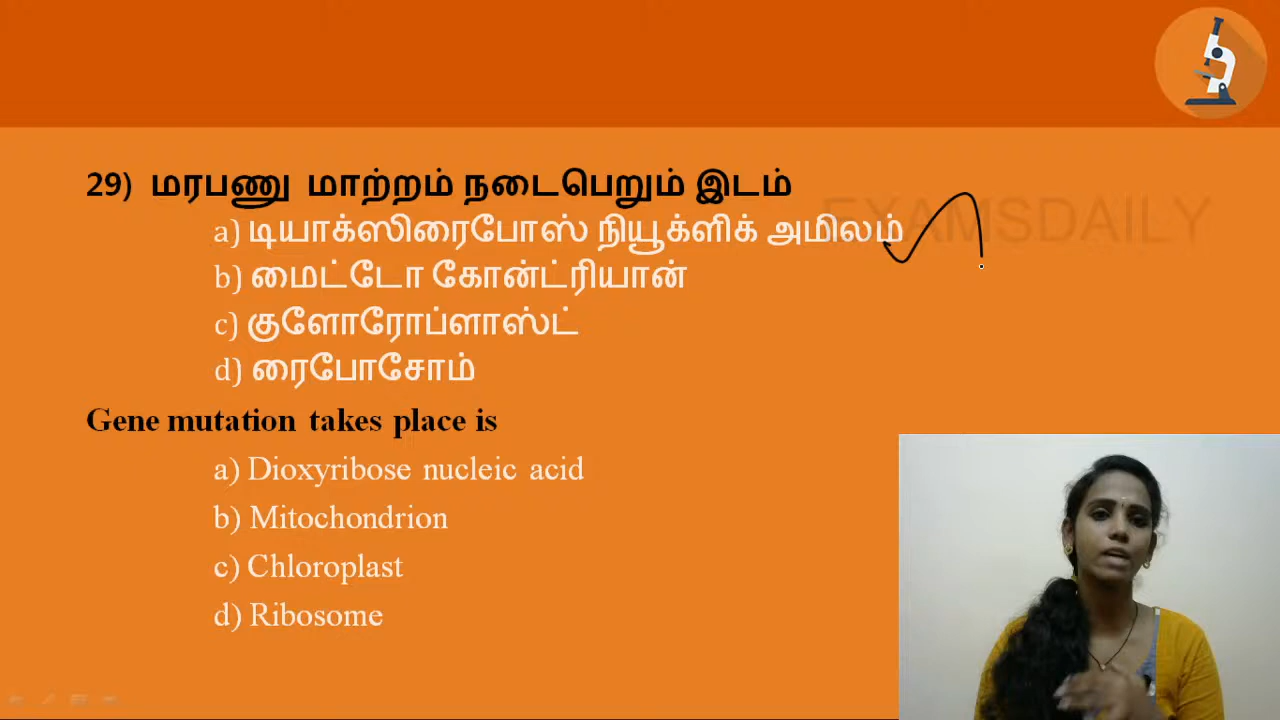 EXAMSDAILY
29) மரபணு மாற்றம் நடைபெறும் இடம்
a) டியாக்ஸிரைபோஸ் நியூக்ளிக் அமிலம்
b) மைட்டோ கோன்ட்ரியான்
c) குளோரோப்ளாஸ்ட்
d) ரைபோசோம்
Gene mutation takes place is
a) Dioxyribose nucleic acid
b) Mitochondrion
c) Chloroplast
d) Ribosome